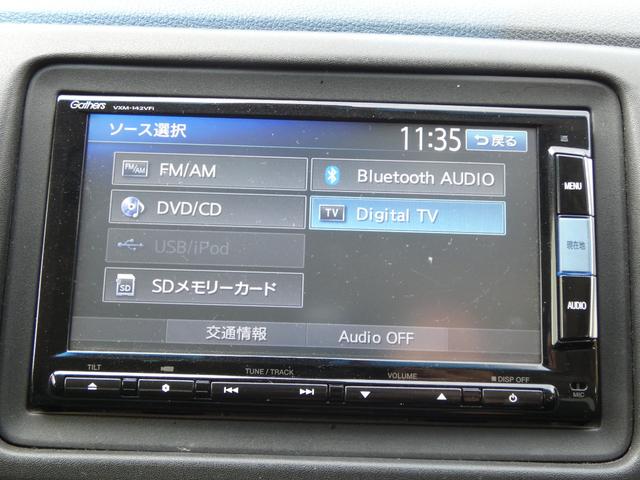 Gathers
VXM-142VFi
ソース選択
11:35
戻る
FM/AM FM/AM
Bluetooth AUDIO
DVD/CD
TV Digital TV
USB/iPod
SD SDメモリーカード
交通情報
Audio OFF
MENU
現在地
AUDIO
TILT
TUNE / TRACK
VOLUME
DISP OFF
MIC